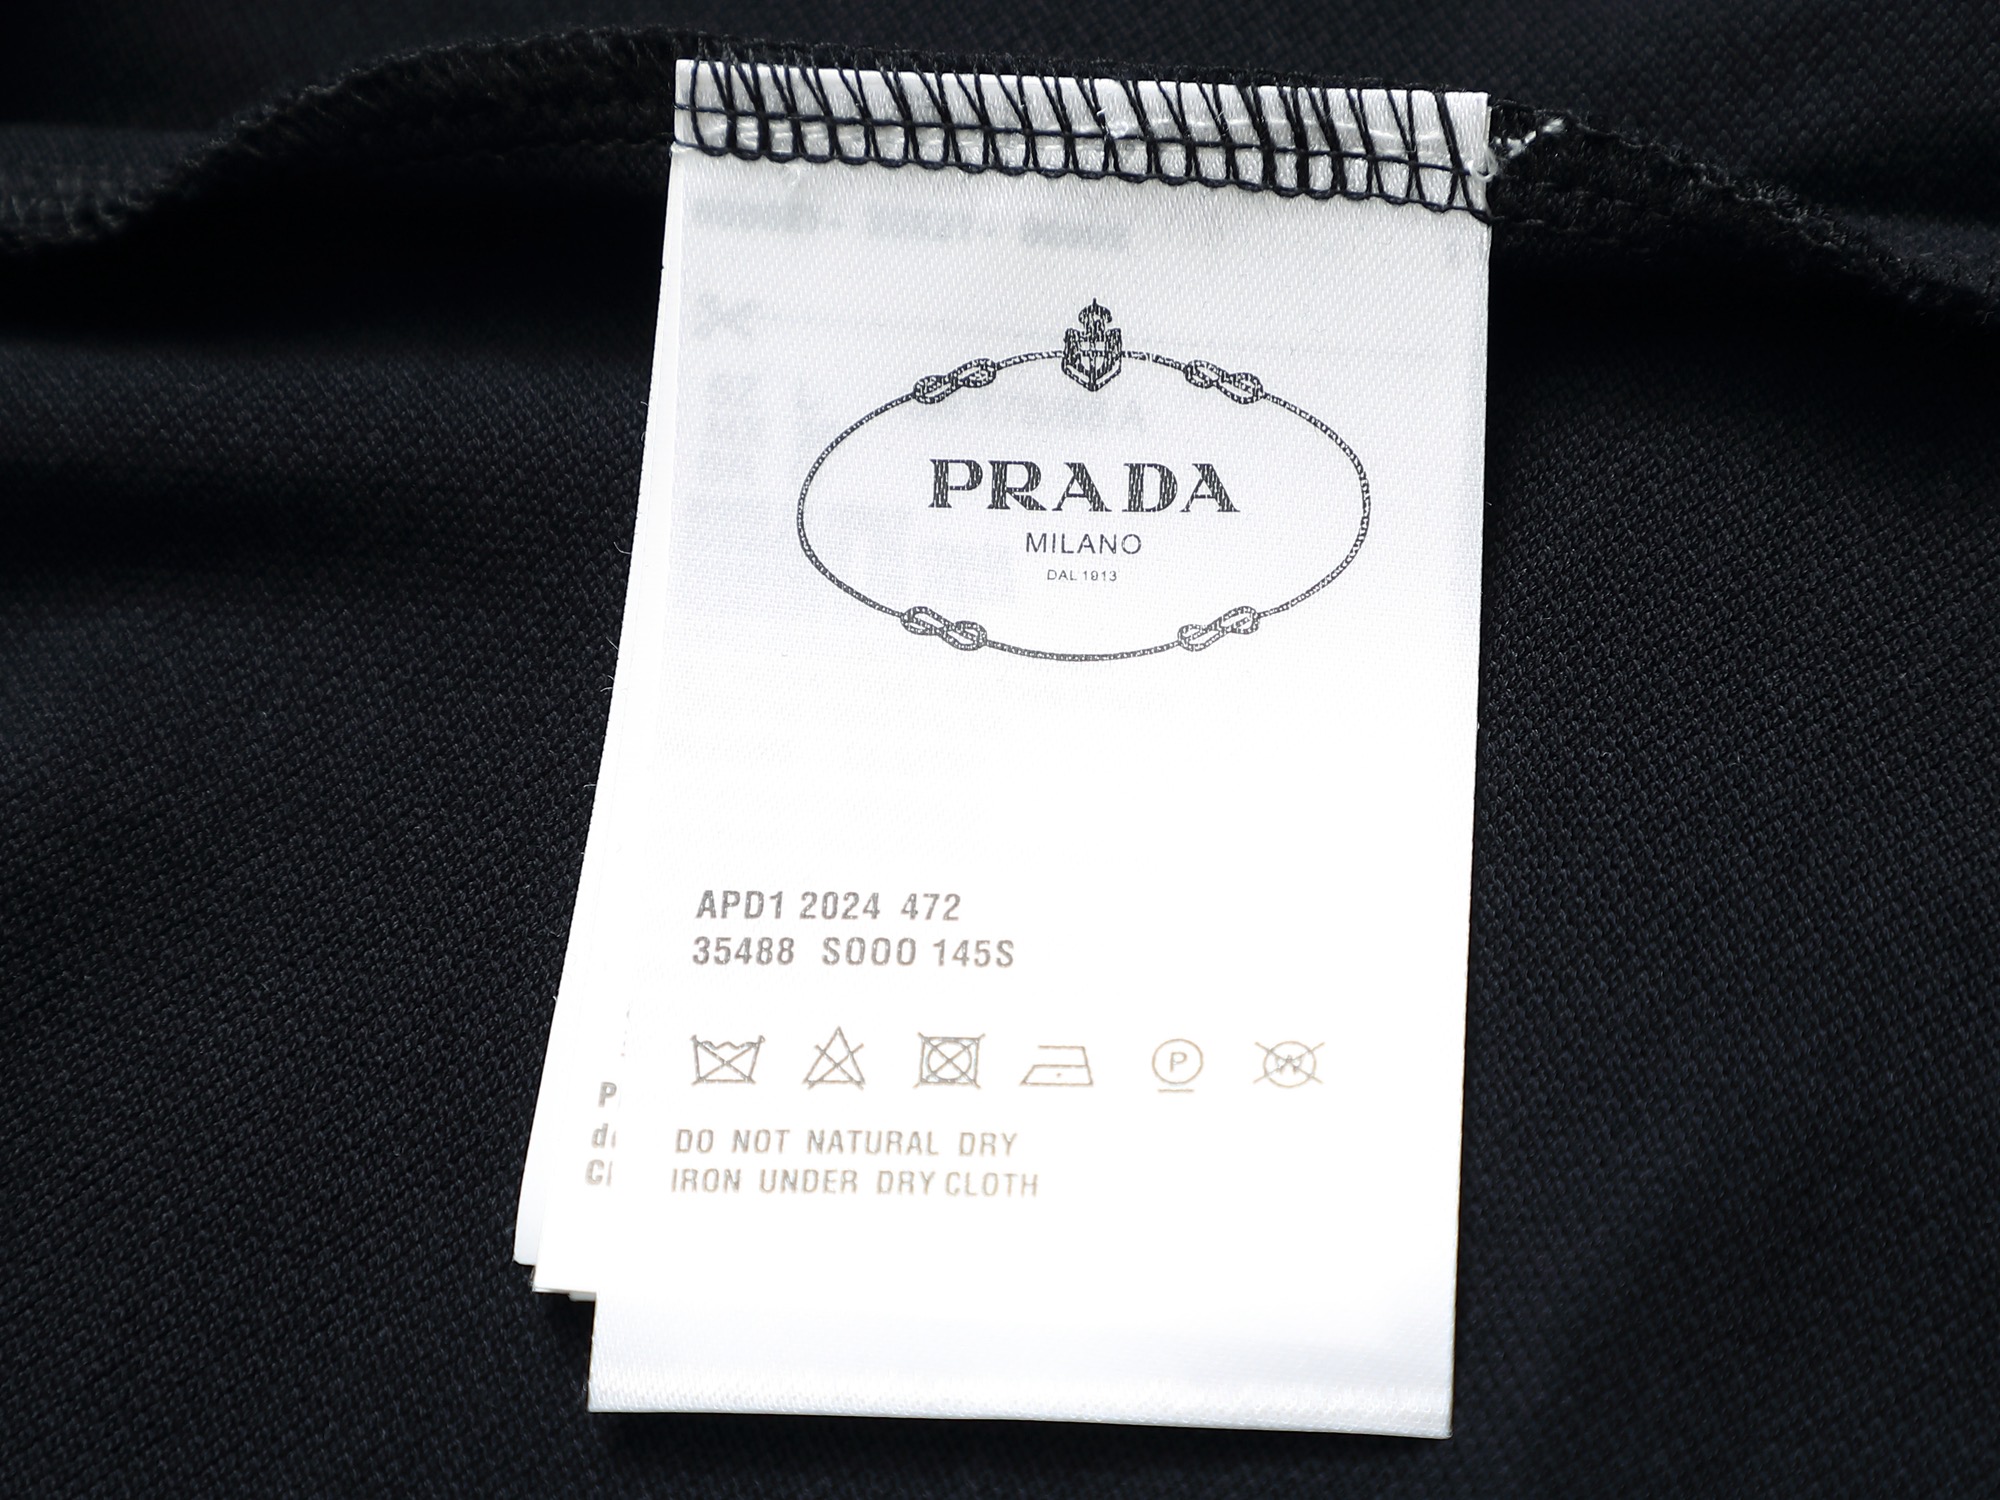 PRADA
MILANO
DAL 1913
APD1 2024 472
35488 S000 145S
P
W
DO NOT NATURAL DRY
IRON UNDER DRY CLOTH